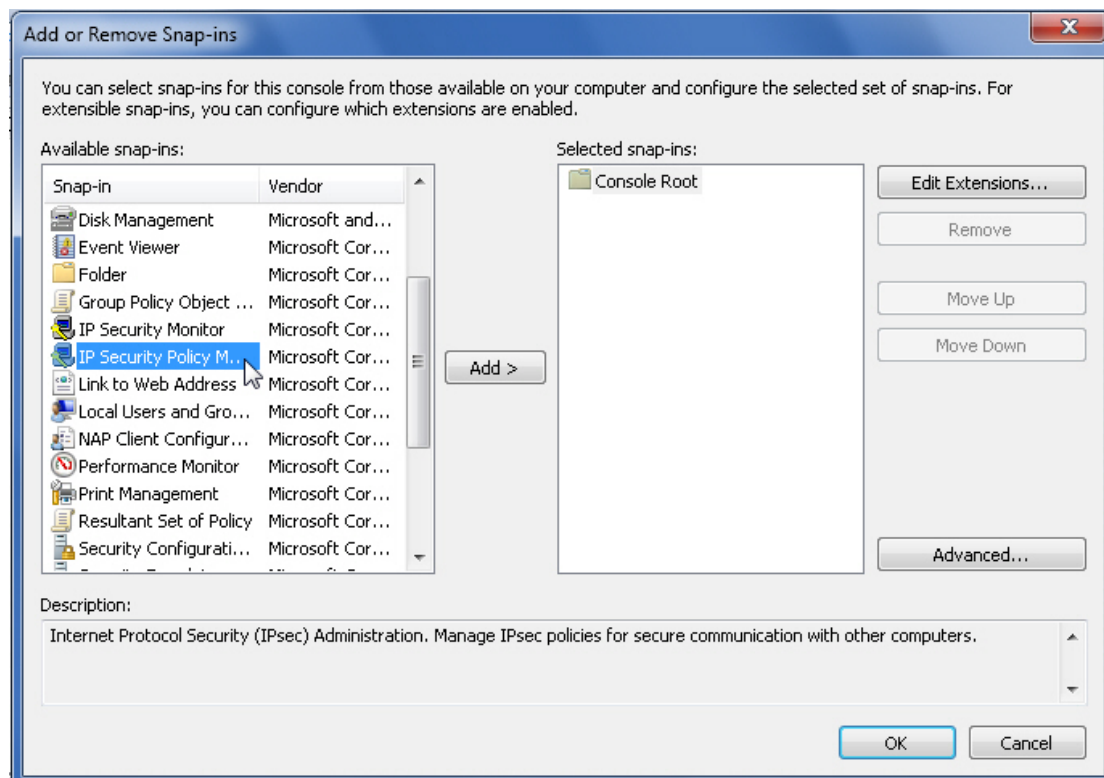 Add or Remove Snap-ins
You can select snap-ins for this console from those available on your computer and configure the selected set of snap-ins. For
extensible snap-ins, you can configure which extensions are enabled.
Available snap-ins:
Snap-in Vendor
Disk Management Microsoft and...
Event Viewer Microsoft Cor...
Folder Microsoft Cor...
Group Policy Object ... Microsoft Cor...
IP Security Monitor Microsoft Cor...
IP Security Policy M... Microsoft Cor...
Link to Web Address Microsoft Cor...
Local Users and Gro... Microsoft Cor...
NAP Client Configur... Microsoft Cor...
Performance Monitor Microsoft Cor...
Print Management Microsoft Cor...
Resultant Set of Policy Microsoft Cor...
Security Configurati... Microsoft Cor...
Add >
Selected snap-ins:
Console Root
Edit Extensions...
Remove
Move Up
Move Down
Advanced...
Description:
Internet Protocol Security (IPsec) Administration. Manage IPsec policies for secure communication with other computers.
OK
Cancel